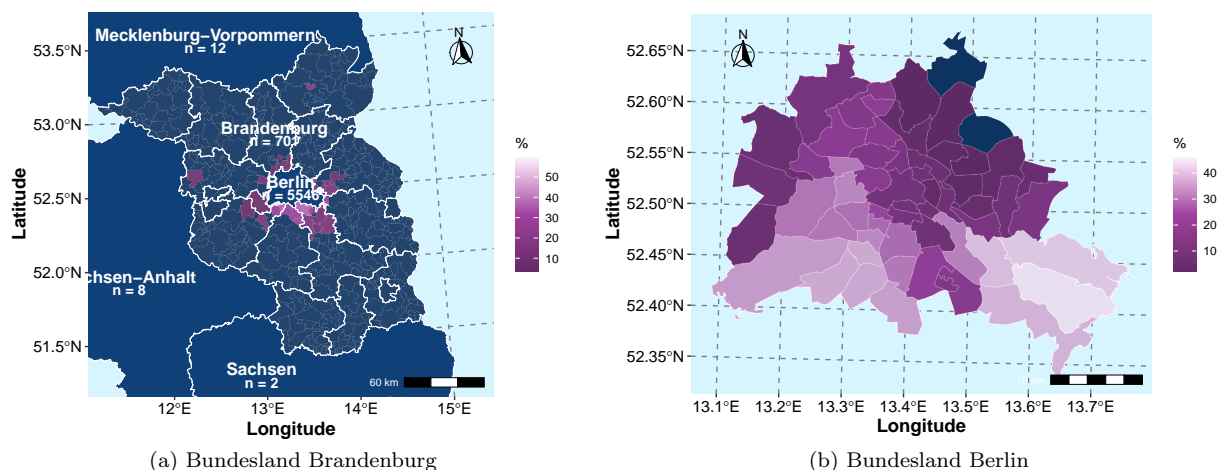 53.5°N
53.0°N
52.5°N
52.0°N
51.5°N
Latitude
Mecklenburg−Vorpommern
n = 12
N
Brandenburg
n = 701
Berlin
n = 5546
chsen−Anhalt
n = 8
Sachsen
n = 2
60 km
12°E 13°E 14°E 15°E
Longitude
%
50
40
30
20
10
(a) Bundesland Brandenburg
52.65°N
52.60°N
52.55°N
52.50°N
52.45°N
52.40°N
52.35°N
Latitude
N
13.1°E 13.2°E 13.3°E 13.4°E 13.5°E 13.6°E 13.7°E
Longitude
%
40
30
20
10
(b) Bundesland Berlin